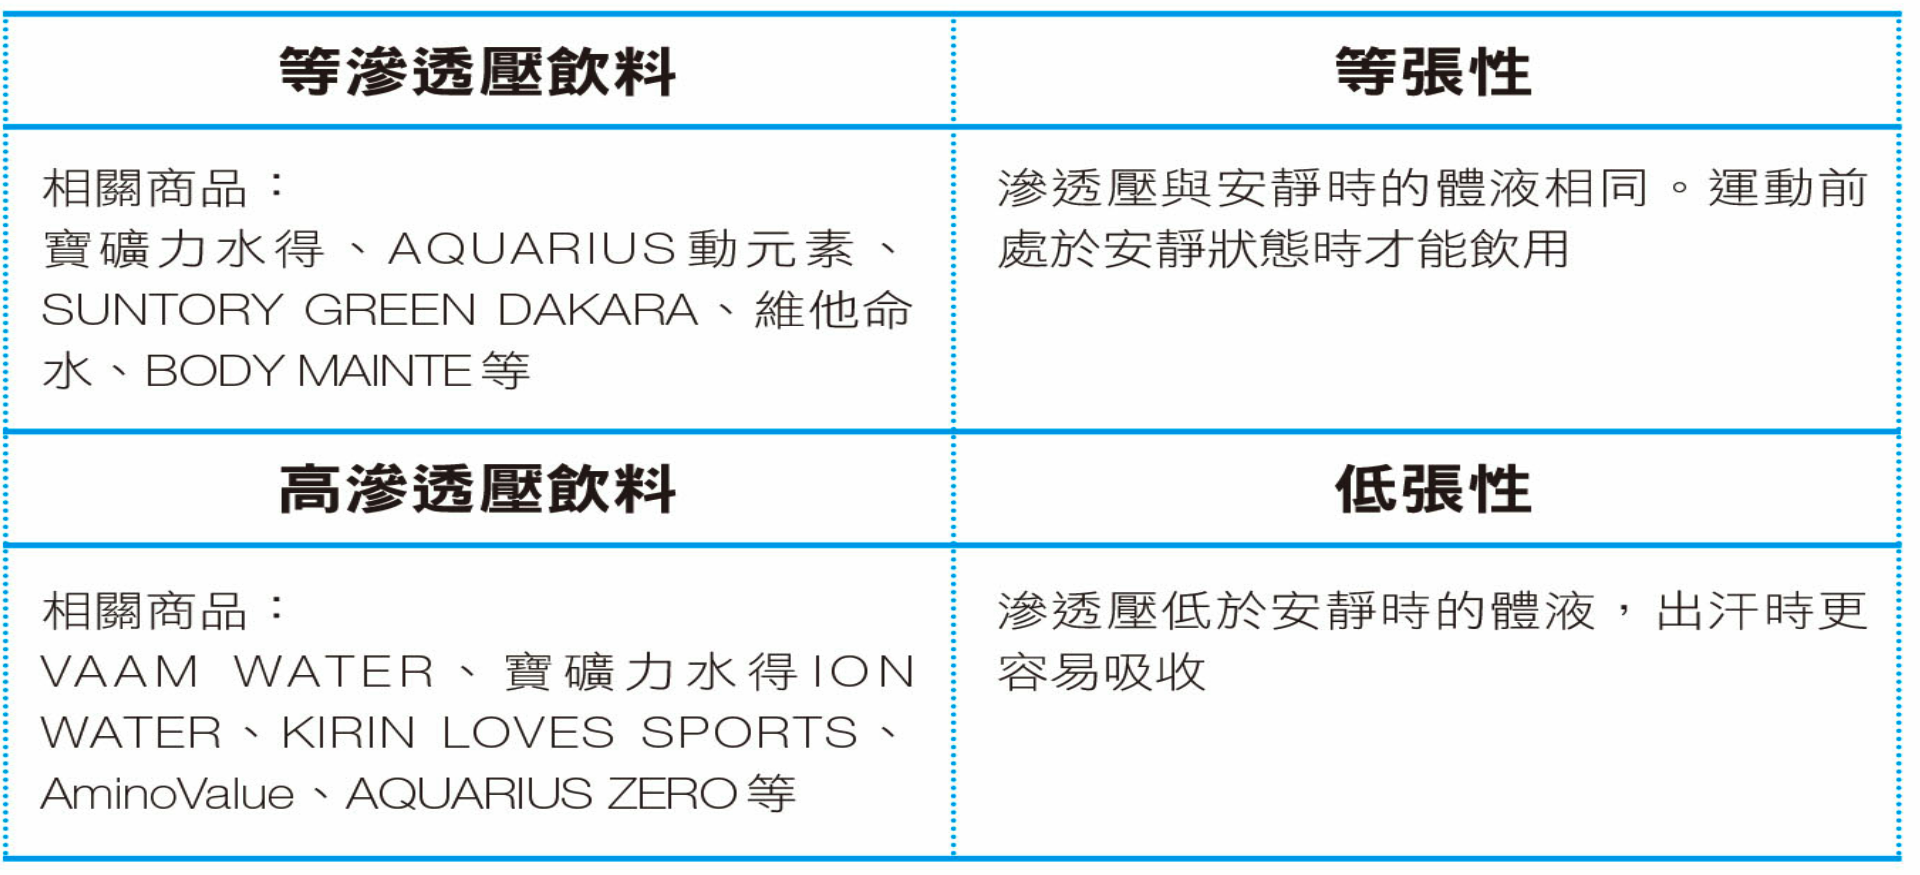 等滲透壓飲料
等張性
相關商品：
寶礦力水得、AQUARIUS動元素、
SUNTORY GREEN DAKARA、維他命
水、BODY MAINTE等
滲透壓與安靜時的體液相同。運動前
處於安靜狀態時才能飲用
高滲透壓飲料
低張性
相關商品：
VAAM WATER、寶礦力水得ION
WATER、KIRIN LOVES SPORTS、
AminoValue、AQUARIUS ZERO等
滲透壓低於安靜時的體液，出汗時更
容易吸收